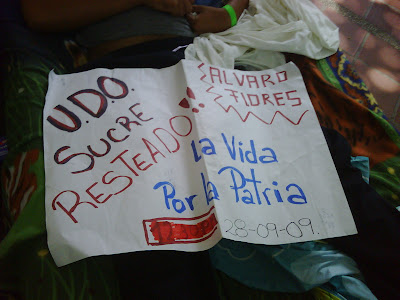 U.D.O.
SUCRE
RESTEADO!!
ALVARO
FLORES
La Vida
Por la Patria
28-09-09.